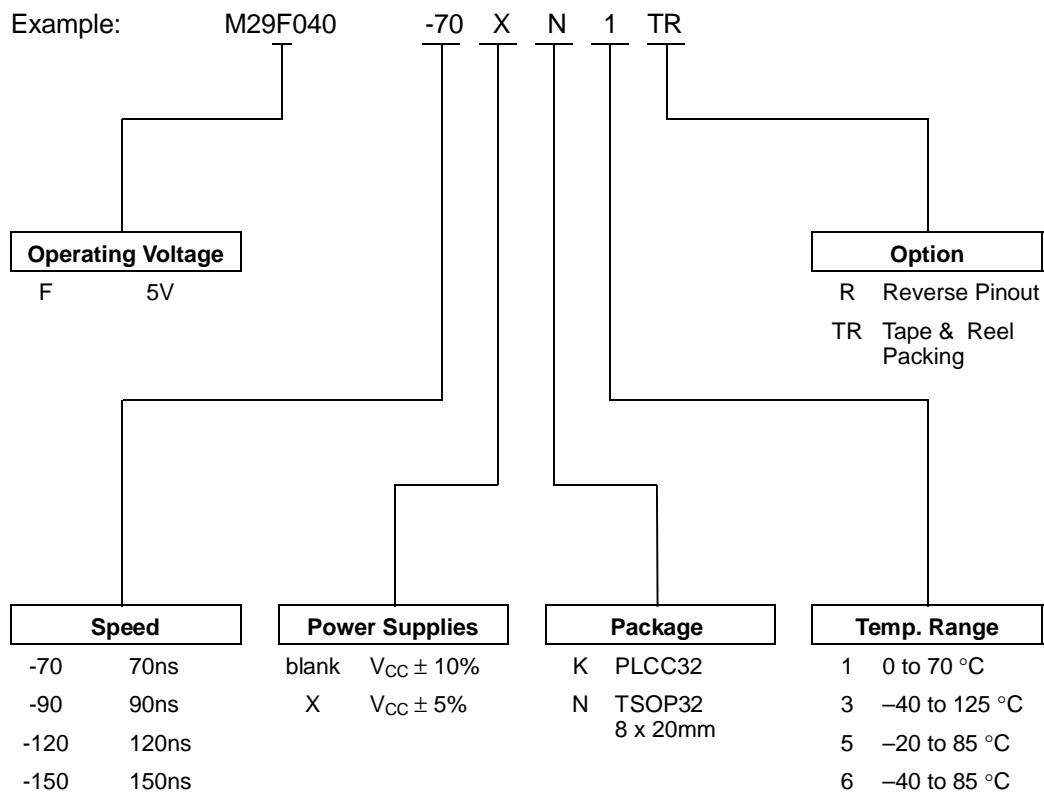 Example: M29F040 -70 X N 1 TR
Operating Voltage
F 5V
Option
R Reverse Pinout
TR Tape & Reel
Packing
Speed
-70 70ns
-90 90ns
-120 120ns
-150 150ns
Power Supplies
blank VCC ± 10%
X VCC ± 5%
Package
K PLCC32
N TSOP32
8 x 20mm
Temp. Range
1 0 to 70 °C
3 –40 to 125 °C
5 –20 to 85 °C
6 –40 to 85 °C